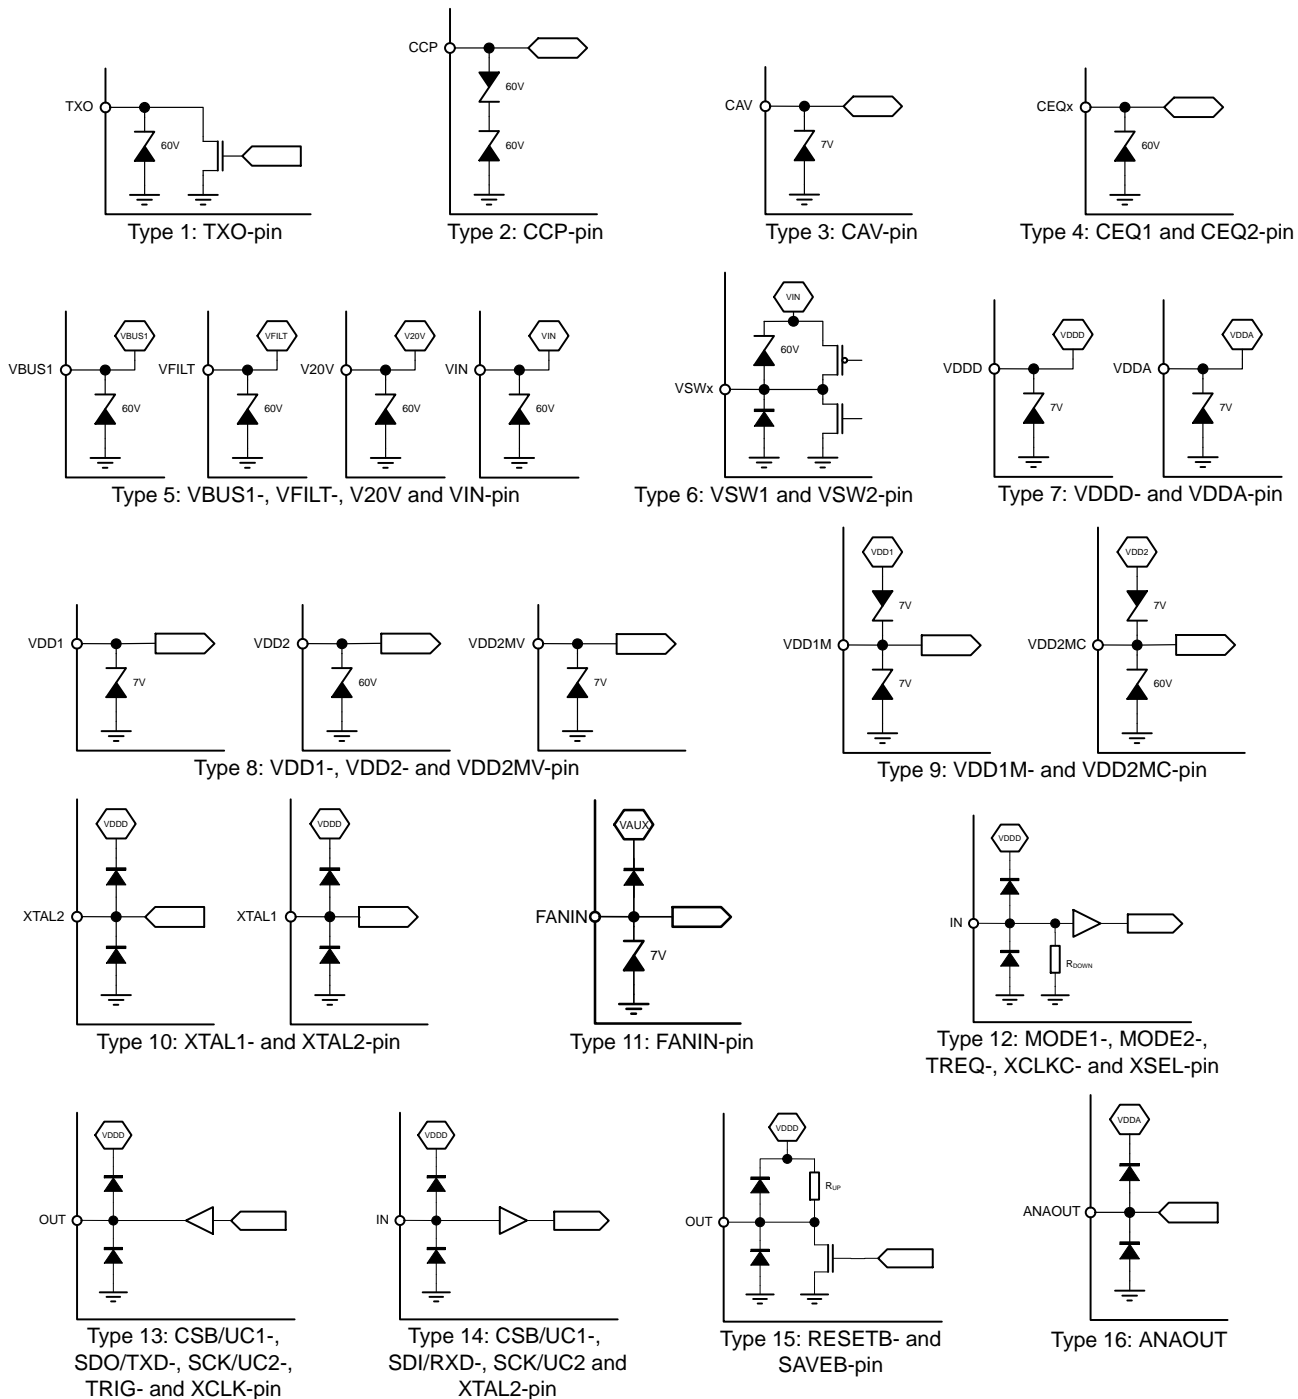 TXO
60V
Type 1: TXO-pin
CCP
60V
60V
Type 2: CCP-pin
CAV
7V
Type 3: CAV-pin
CEQx
60V
Type 4: CEQ1 and CEQ2-pin
VBUS1
VBUS1
60V
VFILT
VFILT
60V
V20V
V20V
60V
VIN
VIN
60V
Type 5: VBUS1-, VFILT-, V20V and VIN-pin
VIN
60V
VSWx
Type 6: VSW1 and VSW2-pin
VDDD
VDDD
7V
VDDA
VDDA
7V
Type 7: VDDD- and VDDA-pin
VDD1
7V
VDD2
60V
VDD2MV
7V
Type 8: VDD1-, VDD2- and VDD2MV-pin
VDD1
7V
VDD1M
7V
VDD2
7V
VDD2MC
60V
Type 9: VDD1M- and VDD2MC-pin
VDDD
XTAL2
VDDD
XTAL1
Type 10: XTAL1- and XTAL2-pin
VAUX
FANIN
7V
Type 11: FANIN-pin
VDDD
IN
RDOWN
Type 12: MODE1-, MODE2-,
TREQ-, XCLKC- and XSEL-pin
VDDD
OUT
Type 13: CSB/UC1-,
SDO/TXD-, SCK/UC2-,
TRIG- and XCLK-pin
VDDD
IN
Type 14: CSB/UC1-,
SDI/RXD-, SCK/UC2 and
XTAL2-pin
VDDD
RUP
OUT
Type 15: RESETB- and
SAVEB-pin
VDDA
ANAOUT
Type 16: ANAOUT